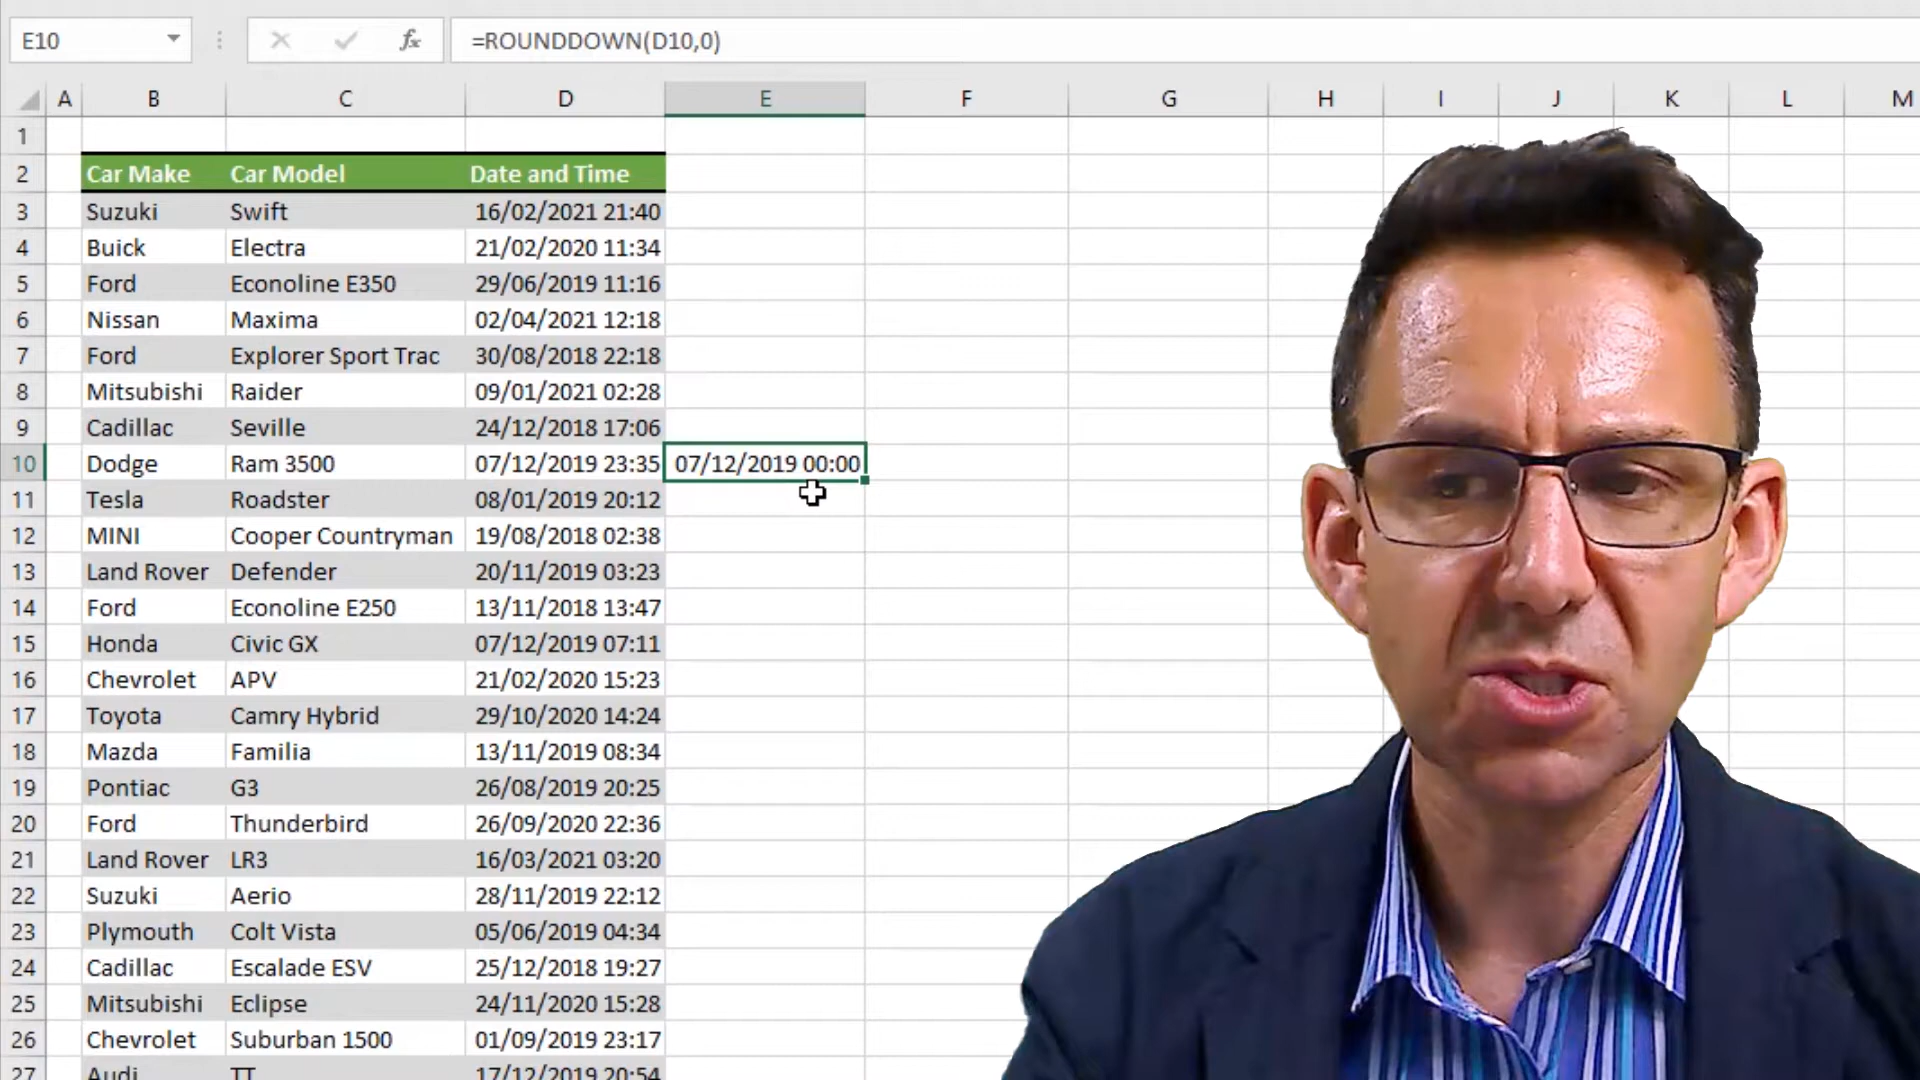 E10 fx =ROUNDDOWN(D10,0)
A B C D E F G H I J K L M
1
2 Car Make Car Model Date and Time
3 Suzuki Swift 16/02/2021 21:40
4 Buick Electra 21/02/2020 11:34
5 Ford Econoline E350 29/06/2019 11:16
6 Nissan Maxima 02/04/2021 12:18
7 Ford Explorer Sport Trac 30/08/2018 22:18
8 Mitsubishi Raider 09/01/2021 02:28
9 Cadillac Seville 24/12/2018 17:06
10 Dodge Ram 3500 07/12/2019 23:35 07/12/2019 00:00
11 Tesla Roadster 08/01/2019 20:12
12 MINI Cooper Countryman 19/08/2018 02:38
13 Land Rover Defender 20/11/2019 03:23
14 Ford Econoline E250 13/11/2018 13:47
15 Honda Civic GX 07/12/2019 07:11
16 Chevrolet APV 21/02/2020 15:23
17 Toyota Camry Hybrid 29/10/2020 14:24
18 Mazda Familia 13/11/2019 08:34
19 Pontiac G3 26/08/2019 20:25
20 Ford Thunderbird 26/09/2020 22:36
21 Land Rover LR3 16/03/2021 03:20
22 Suzuki Aerio 28/11/2019 22:12
23 Plymouth Colt Vista 05/06/2019 04:34
24 Cadillac Escalade ESV 25/12/2018 19:27
25 Mitsubishi Eclipse 24/11/2020 15:28
26 Chevrolet Suburban 1500 01/09/2019 23:17
27 Audi TT 17/12/2019 20:54